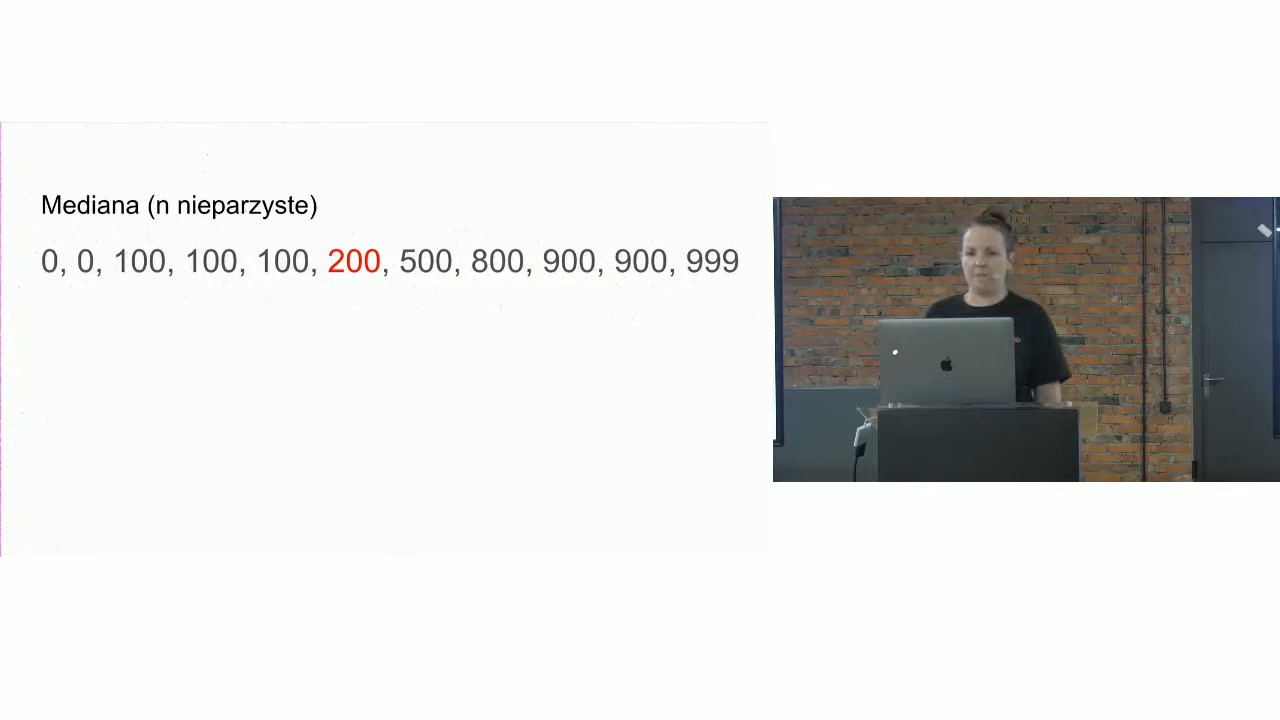 Mediana (n nieparzyste)
0, 0, 100, 100, 100, 200, 500, 800, 900, 900, 999